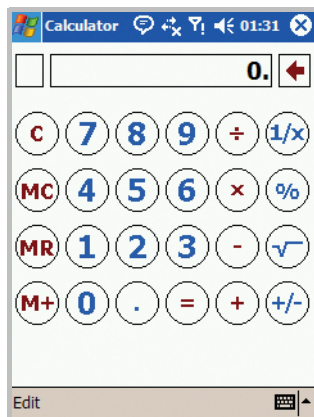 Calculator 01:31
0.
C 7 8 9 ÷ 1/x
MC 4 5 6 × %
MR 1 2 3 - √
M+ 0 . = + +/-
Edit